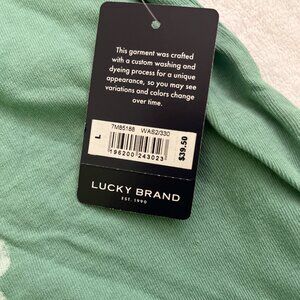 This garment was crafted
with a custom washing and
dyeing process for a unique
appearance, so you may see
variations and colors change
over time.
7M85188 WAS2/330
L
$39.50
196200 243023
LUCKY BRAND
EST. 1990